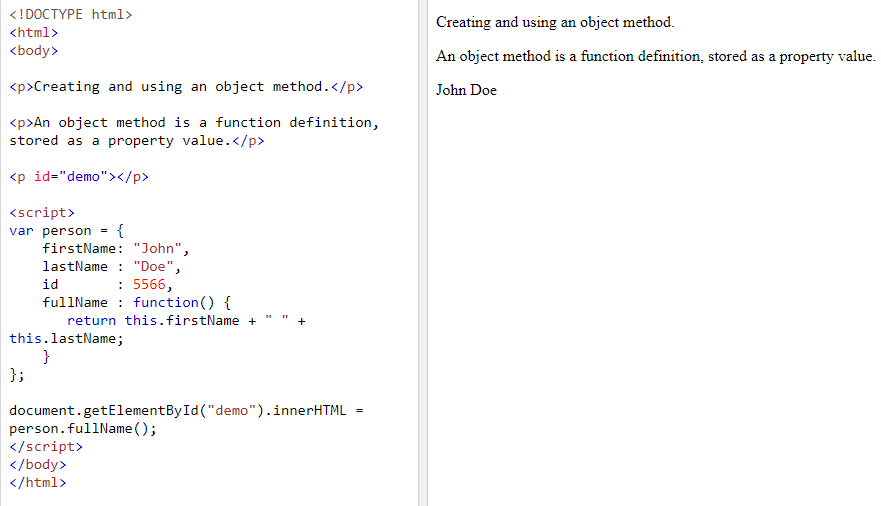 <!DOCTYPE html>
<html>
<body>

<p>Creating and using an object method.</p>

<p>An object method is a function definition,
stored as a property value.</p>

<p id="demo"></p>

<script>
var person = {
    firstName: "John",
    lastName : "Doe",
    id       : 5566,
    fullName : function() {
       return this.firstName + " " +
this.lastName;
    }
};

document.getElementById("demo").innerHTML =
person.fullName();
</script>
</body>
</html>
Creating and using an object method.
An object method is a function definition, stored as a property value.
John Doe